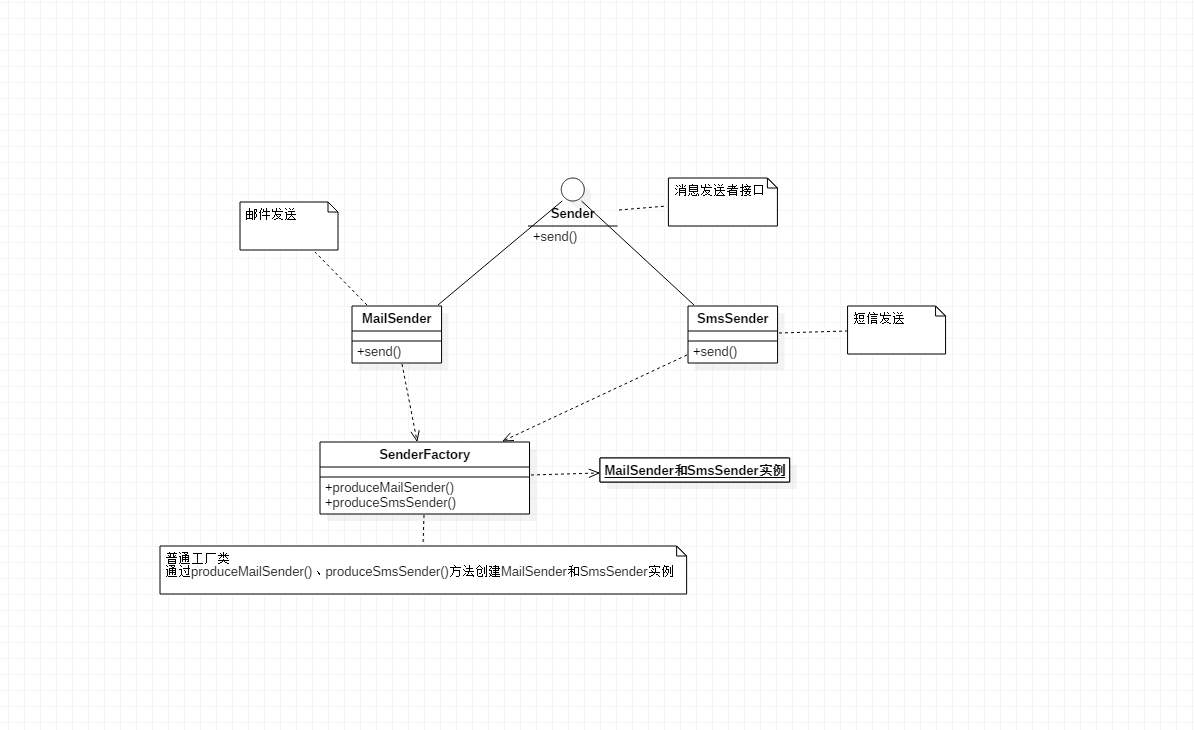 消息发送者接口
邮件发送
Sender
+send()
MailSender
+send()
SmsSender
+send()
短信发送
SenderFactory
+produceMailSender()
+produceSmsSender()
MailSender和SmsSender实例
普通工厂类
通过produceMailSender()、produceSmsSender()方法创建MailSender和SmsSender实例